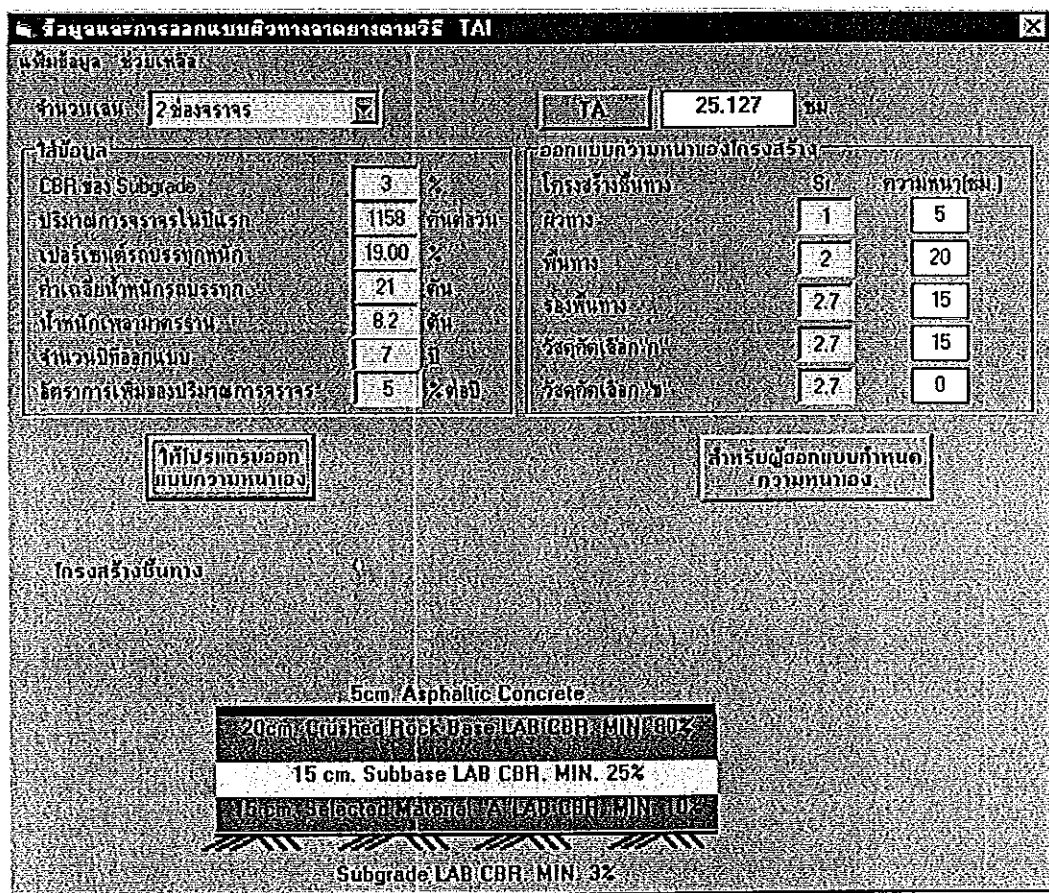 ข้อมูลและการออกแบบผิวทางลาดยางตามวิธี TAI
แฟ้มข้อมูล ช่วยเหลือ
จำนวนเลน 2 ช่องจราจร
TA 25.127 ซม
ใส่ข้อมูล
CBR ของ Subgrade 3 %
ปริมาณการจราจรในปีแรก 1158 คันต่อวัน
เปอร์เซนต์รถบรรทุกหนัก 19.00 %
ค่าเฉลี่ยน้ำหนักรถบรรทุก 21 ตัน
น้ำหนักเพลามาตรฐาน 8.2 ตัน
จำนวนปีที่ออกแบบ 7 ปี
อัตราการเพิ่มของปริมาณการจราจร 5 % ต่อปี
ออกแบบความหนาของโครงสร้าง
โครงสร้างชั้นทาง Sr ความหนา(ซม.)
ผิวทาง 1 5
พื้นทาง 2 20
รองพื้นทาง 2.7 15
วัสดุคัดเลือก "ก" 2.7 15
วัสดุคัดเลือก "ข" 2.7 0
ให้โปรแกรมออก
แบบความหนาเอง
สำหรับผู้ออกแบบกำหนด
ความหนาเอง
โครงสร้างชั้นทาง
5cm. Asphaltic Concrete
20cm. Crushed Rock Base LAB CBR. MIN. 80%
15 cm. Subbase LAB CBR. MIN. 25%
15cm. Selected Material "A" LAB CBR. MIN. 10%
Subgrade LAB CBR. MIN. 3%